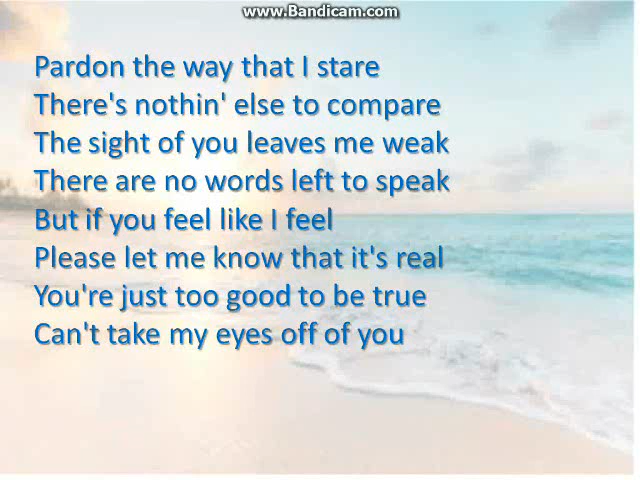 www.Bandicam.com
Pardon the way that I stare
There's nothin' else to compare
The sight of you leaves me weak
There are no words left to speak
But if you feel like I feel
Please let me know that it's real
You're just too good to be true
Can't take my eyes off of you